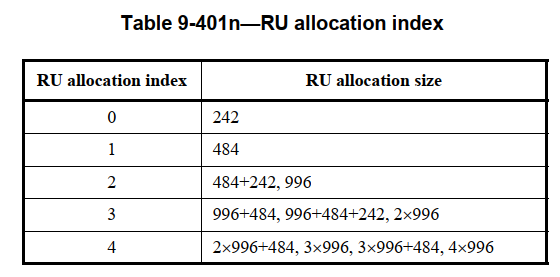 Table 9-401n—RU allocation index
RU allocation index RU allocation size
0 242
1 484
2 484+242, 996
3 996+484, 996+484+242, 2×996
4 2×996+484, 3×996, 3×996+484, 4×996